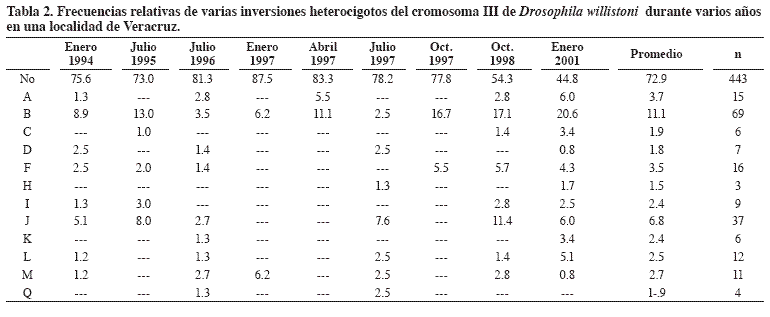 Tabla 2. Frecuencias relativas de varias inversiones heterocigotos del cromosoma III de Drosophila willistoni durante varios años
en una localidad de Veracruz.
Enero Julio Julio Enero Abril Julio Oct. Oct. Enero
1994 1995 1996 1997 1997 1997 1997 1998 2001 Promedio n
No 75.6 73.0 81.3 87.5 83.3 78.2 77.8 54.3 44.8 72.9 443
A 1.3 --- 2.8 --- 5.5 --- --- 2.8 6.0 3.7 15
B 8.9 13.0 3.5 6.2 11.1 2.5 16.7 17.1 20.6 11.1 69
C --- 1.0 --- --- --- --- --- 1.4 3.4 1.9 6
D 2.5 --- 1.4 --- --- 2.5 --- --- 0.8 1.8 7
F 2.5 2.0 1.4 --- --- --- 5.5 5.7 4.3 3.5 16
H --- --- --- --- --- 1.3 --- --- 1.7 1.5 3
I 1.3 3.0 --- --- --- --- --- 2.8 2.5 2.4 9
J 5.1 8.0 2.7 --- --- 7.6 --- 11.4 6.0 6.8 37
K --- --- 1.3 --- --- --- --- --- 3.4 2.4 6
L 1.2 --- 1.3 --- --- 2.5 --- 1.4 5.1 2.5 12
M 1.2 --- 2.7 6.2 --- 2.5 --- 2.8 0.8 2.7 11
Q --- --- 1.3 --- --- 2.5 --- --- --- 1-.9 4